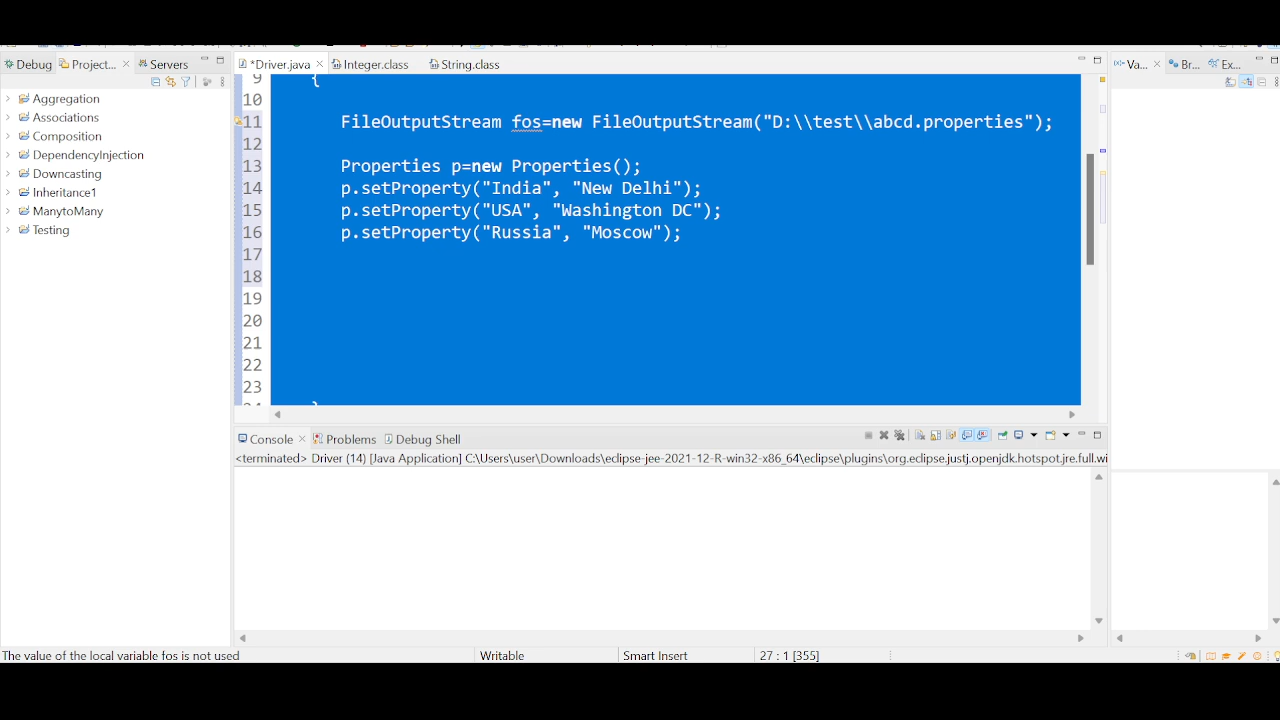 Debug Project... Servers
*Driver.java Integer.class String.class
Va... Br... Ex...
Aggregation
Associations
Composition
DependencyInjection
Downcasting
Inheritance1
ManytoMany
Testing
9 {
10
11 FileOutputStream fos=new FileOutputStream("D:\\test\\abcd.properties");
12
13 Properties p=new Properties();
14 p.setProperty("India", "New Delhi");
15 p.setProperty("USA", "Washington DC");
16 p.setProperty("Russia", "Moscow");
17
18
19
20
21
22
23
Console Problems Debug Shell
<terminated> Driver (14) [Java Application] C:\Users\user\Downloads\eclipse-jee-2021-12-R-win32-x86_64\eclipse\plugins\org.eclipse.justj.openjdk.hotspot.jre.full.wi
The value of the local variable fos is not used Writable Smart Insert 27 : 1 [355]